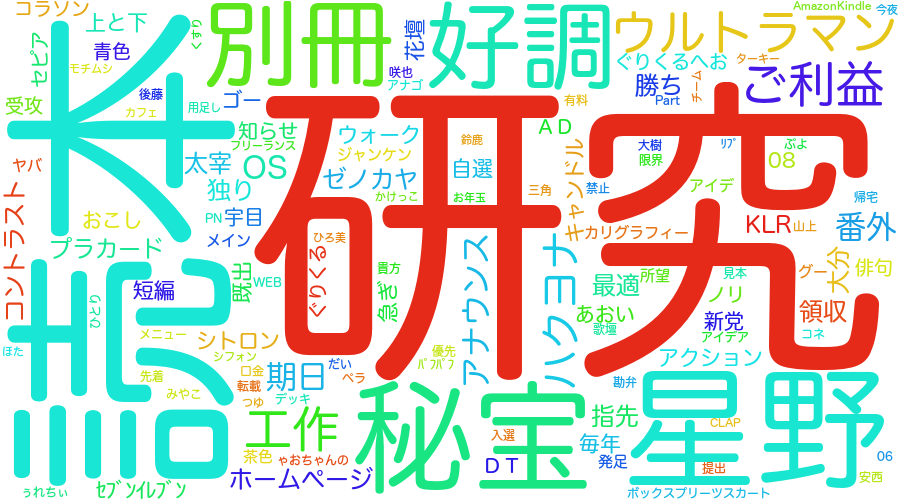 コラソン
上と下
青色
セピア
モチムシ
くすり
別冊
花壇
好調
咲也
アナゴ
ウルトラマン
AmazonKindle
今夜
ぐりくるへお
ターキー
勝ち
Part
チーム
ご利益
受攻
後藤
用足し
ゴー
カフェ
読本
研究
知らせ
フリーランス
ウォーク
ジャンケン
鈴鹿
有料
AD
大樹
限界
ﾘﾌﾟ
ぷよ
08
ヤバ
太宰
OS
独り
ゼノカヤ
自選
かけっこ
お年玉
三角
禁止
キャンドル
アイデ
帰宅
コントラスト
おこし
PN
宇目
メイン
ひろ美
カリグラフィー
KLR
山上
番外
プラカード
既出
WEB
ぐりくる
貴方
急ぎ
アナウンス
ハクヨナ
最適
所望
見本
グー
大分
俳句
短編
ひとり
ノリ
あおい
歌壇
新党
アイデア
領収
コネ
ほた
メニュー
シトロン
シフォン
優先
ﾊﾟﾌﾊﾟﾌ
アクション
先着
みやこ
口金
転載
つゆ
期日
だい
ペラ
デッキ
勘弁
星野
秘宝
工作
茶色
ゃおちゃんの
入選
指先
毎年
CLAP
ｾﾌﾞﾝｲﾚﾌﾞﾝ
ホームページ
DT
発足
提出
06
安西
ぅれちぃ
ボックスプリーツスカート